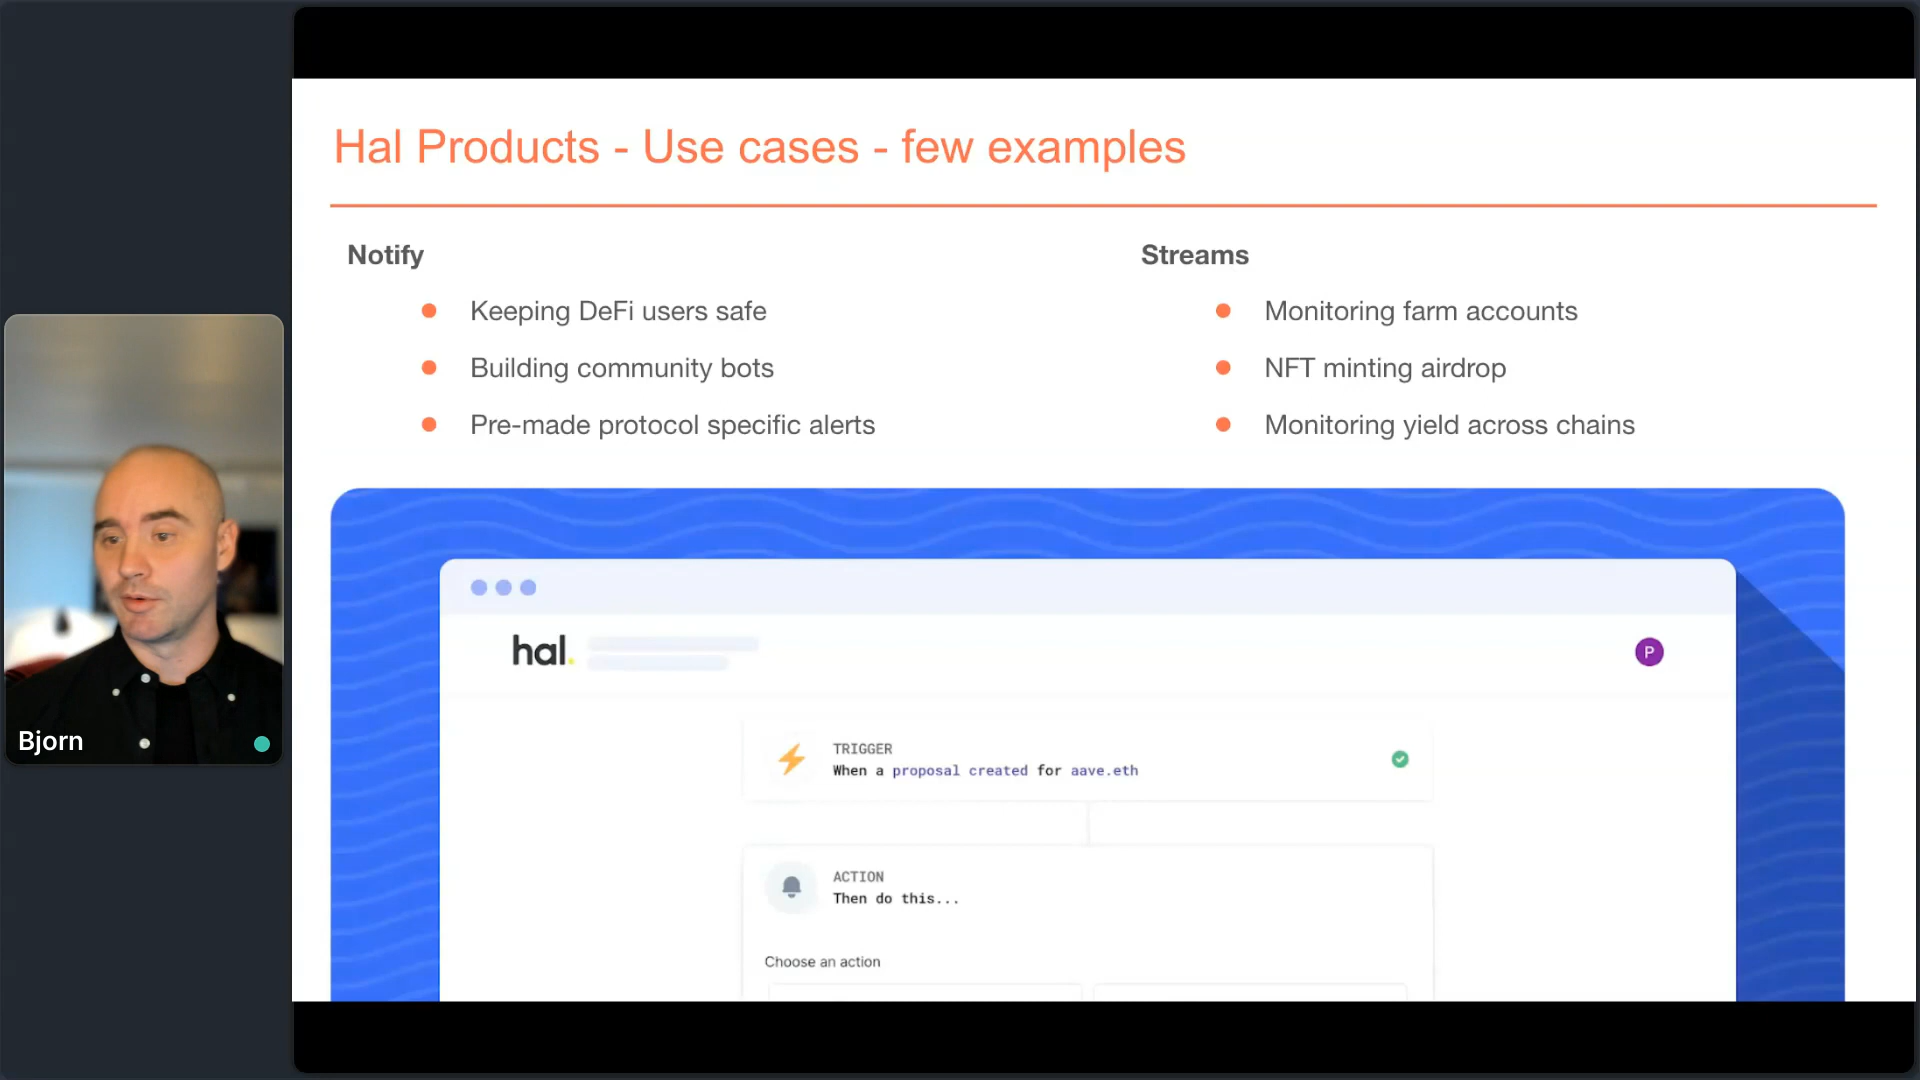 Hal Products - Use cases - few examples
Notify
Keeping DeFi users safe
Building community bots
Pre-made protocol specific alerts
Streams
Monitoring farm accounts
NFT minting airdrop
Monitoring yield across chains
hal.
P
TRIGGER
When a proposal created for aave.eth
ACTION
Then do this...
Choose an action
Bjorn